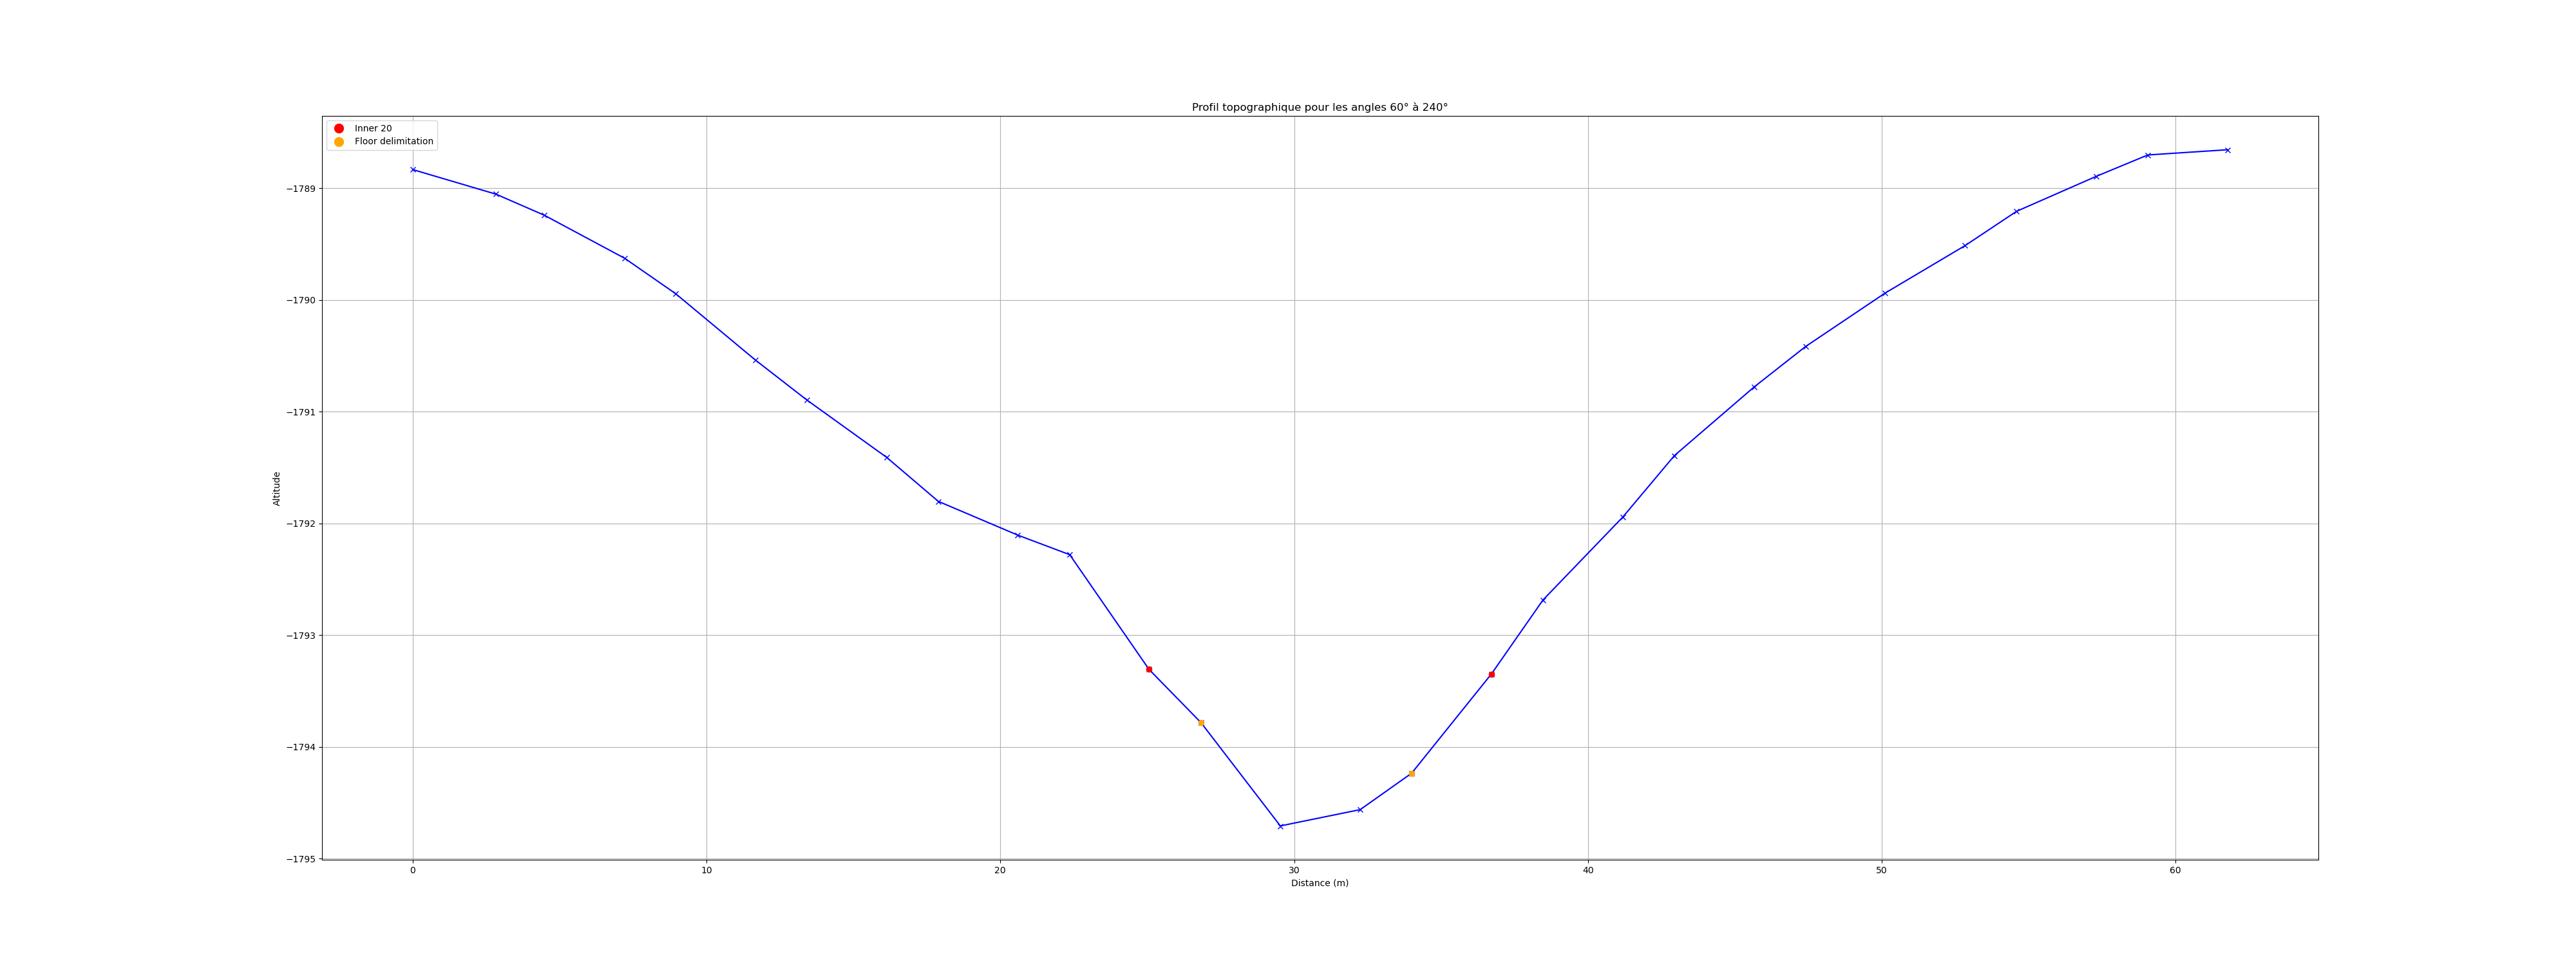 Profil topographique pour les angles 60° à 240°
Inner 20
Floor delimitation
−1789
−1790
−1791
−1792
−1793
−1794
−1795
Altitude
0 10 20 30 40 50 60
Distance (m)